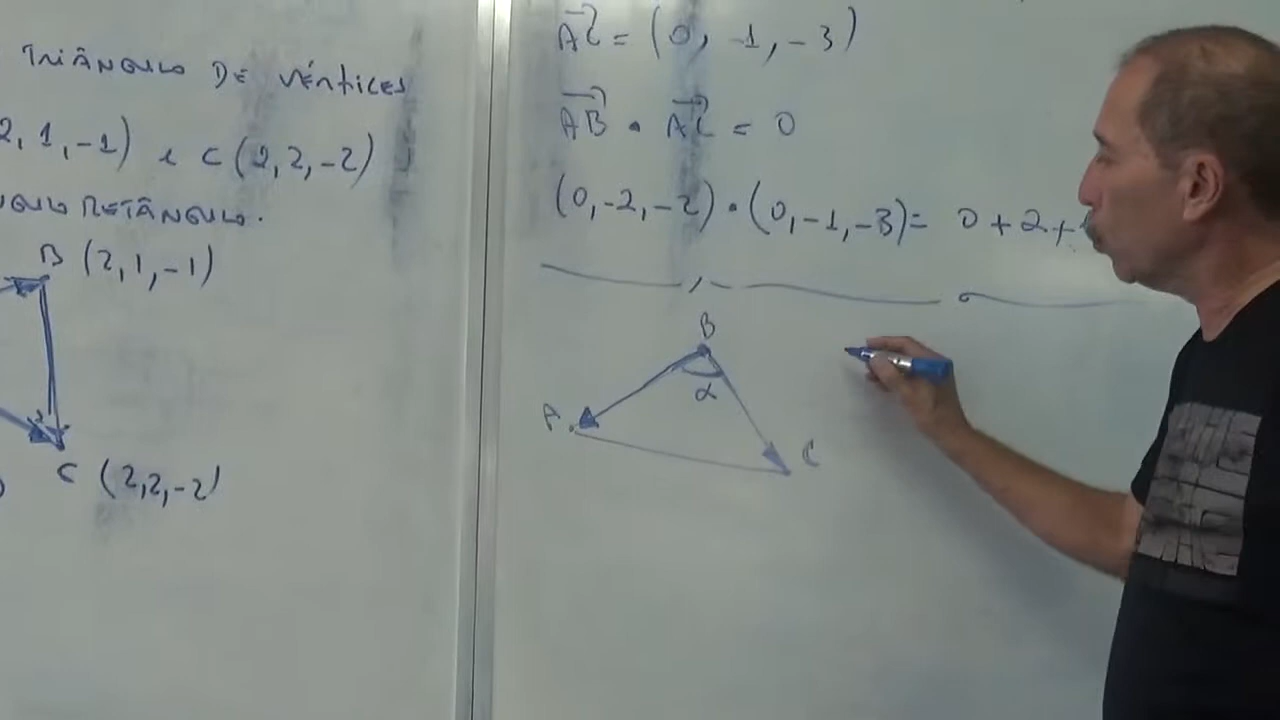 TRIÂNGULO DE VÉRTICES
2, 1, -1) e C(2, 2, -2)
RETÂNGULO.
B (2, 1, -1)
C (2, 2, -2)
AC = (0, -1, -3)
AB • AC = 0
(0, -2, -2) • (0, -1, -3) = 0 + 2 +
B
α
A
C